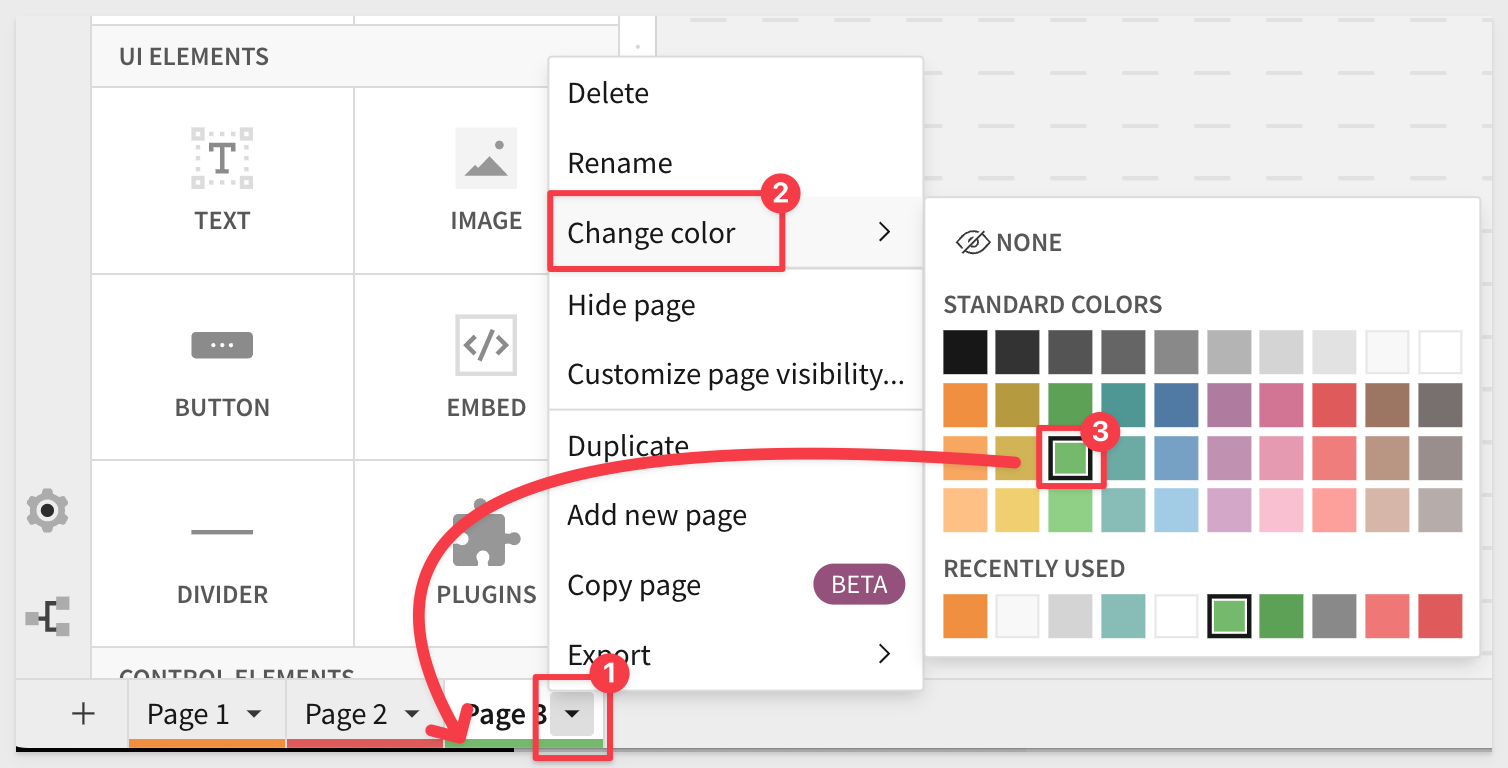 UI ELEMENTS
TEXT
IMAGE
BUTTON
EMBED
DIVIDER
PLUGINS
CONTROL ELEMENTS
Delete
Rename
2
Change color
Hide page
Customize page visibility...
Duplicate
Add new page
Copy page BETA
Export
NONE
STANDARD COLORS
3
RECENTLY USED
1
Page 1
Page 2
Page 3